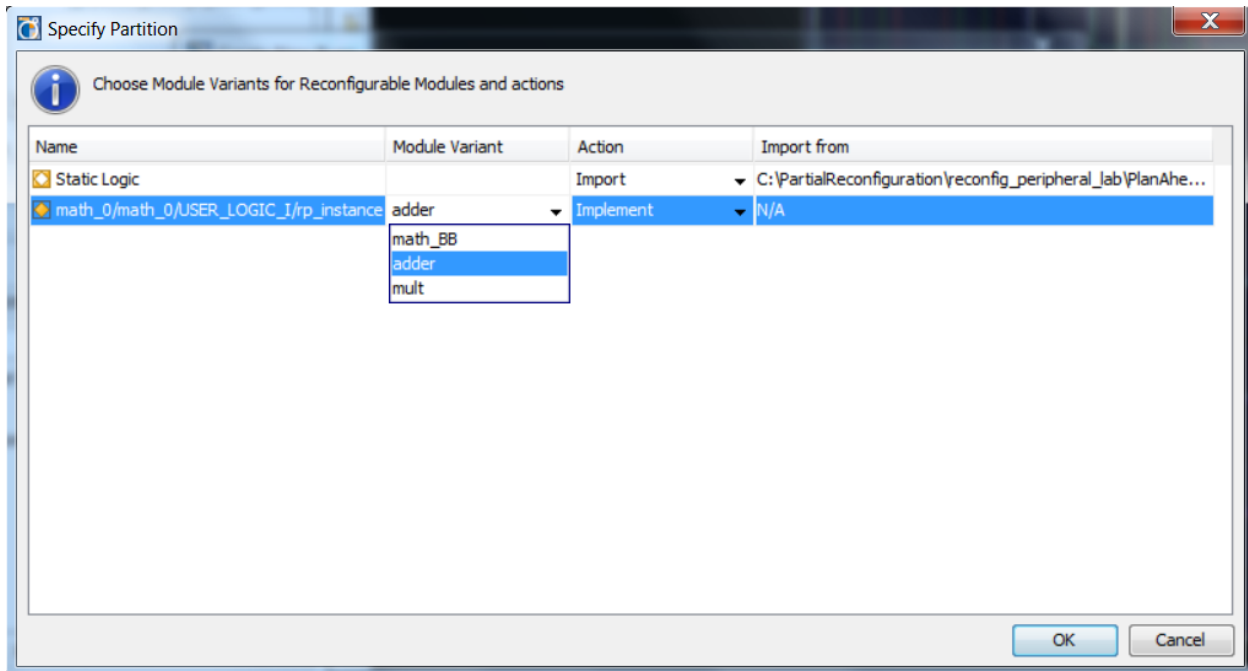 Specify Partition
Choose Module Variants for Reconfigurable Modules and actions
Name Module Variant Action Import from
Static Logic Import C:\PartialReconfiguration\reconfig_peripheral_lab\PlanAhe...
math_0/math_0/USER_LOGIC_I/rp_instance adder Implement N/A
math_BB
adder
mult
OK Cancel